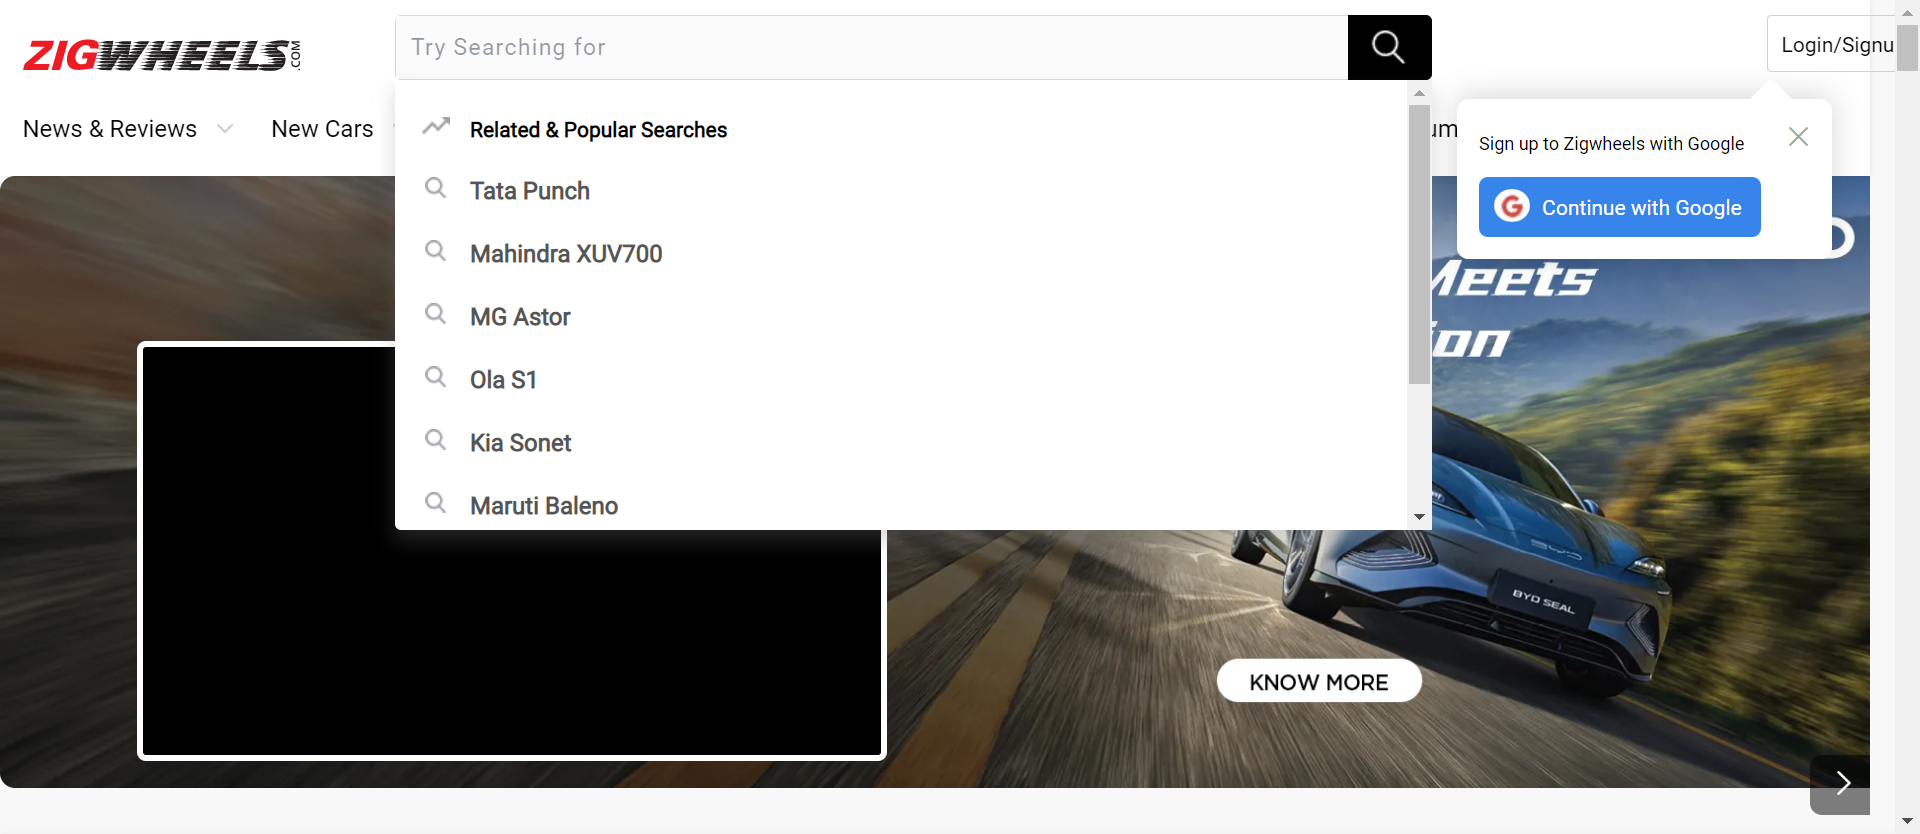 ZIGWHEELS.COM
Try Searching for
Login/Signu
News & Reviews
New Cars
um
Related & Popular Searches
Tata Punch
Mahindra XUV700
MG Astor
Ola S1
Kia Sonet
Maruti Baleno
Sign up to Zigwheels with Google
G Continue with Google
Meets
ion
BYD
BYD SEAL
KNOW MORE